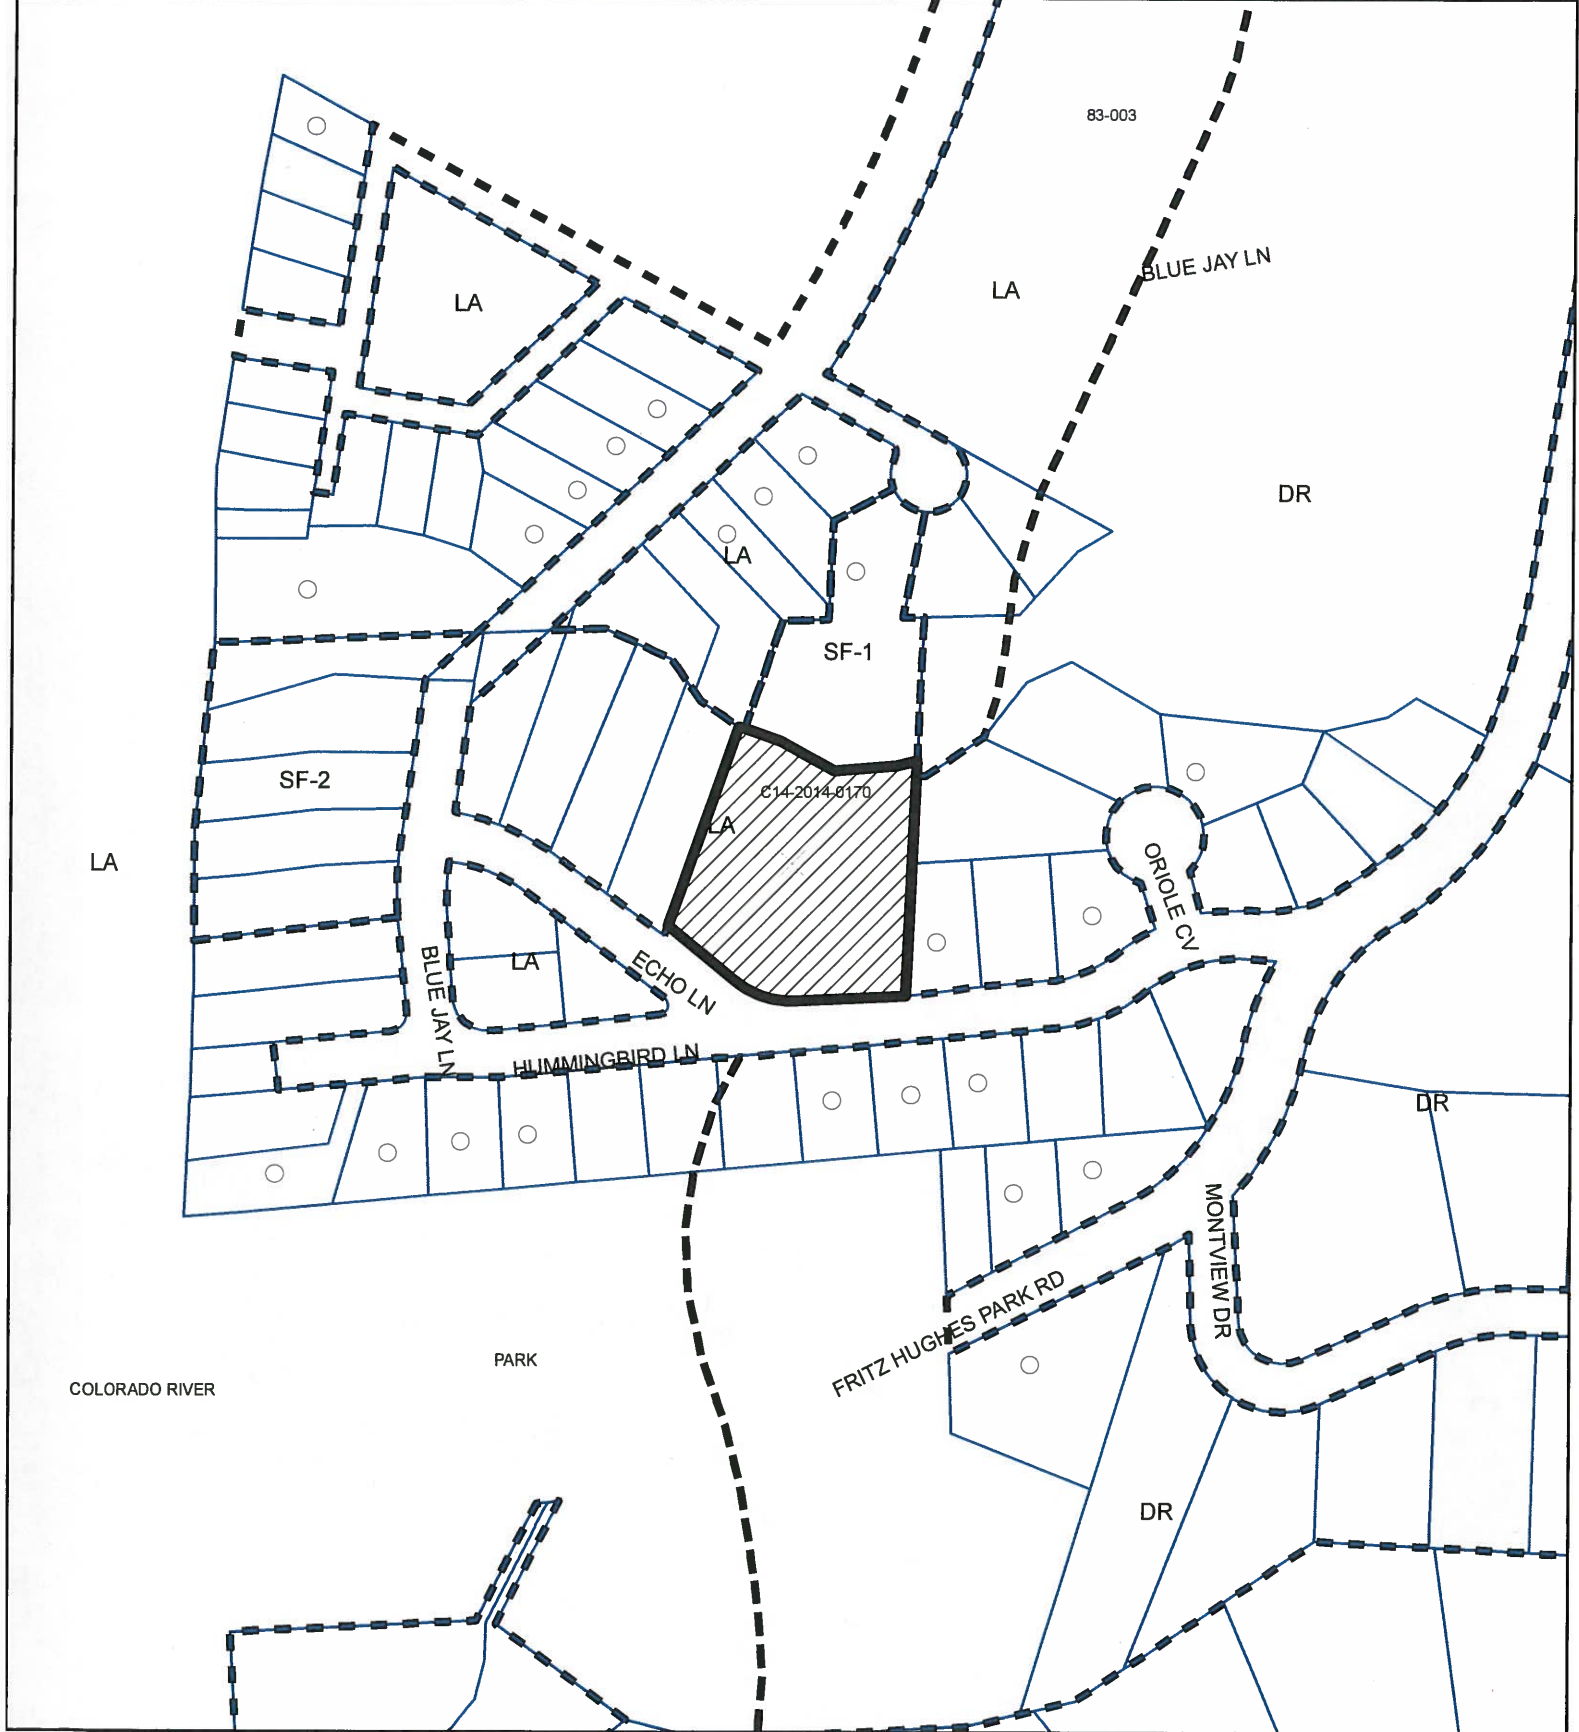 83-003
BLUE JAY LN
LA
LA
DR
LA
SF-1
SF-2
C14-2014-0170
LA
LA
ORIOLE CV
LA
ECHO LN
BLUE JAY LN
HUMMINGBIRD LN
DR
MONTVIEW DR
FRITZ HUGHES PARK RD
PARK
COLORADO RIVER
DR